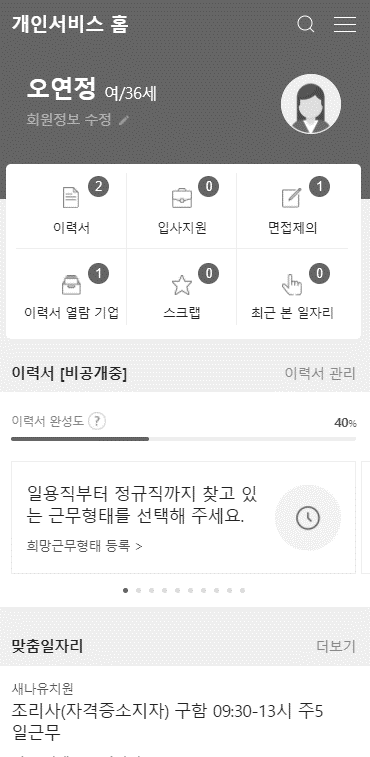 개인서비스 홈
오연정 여/36세
회원정보 수정
2
0
1
이력서
입사지원
면접제의
1
0
0
이력서 열람 기업
스크랩
최근 본 일자리
이력서 [비공개중]
이력서 관리
이력서 완성도 ?
40%
일용직부터 정규직까지 찾고 있
는 근무형태를 선택해 주세요.
희망근무형태 등록 >
맞춤일자리
더보기
새나유치원
조리사(자격증소지자) 구함 09:30-13시 주5
일근무